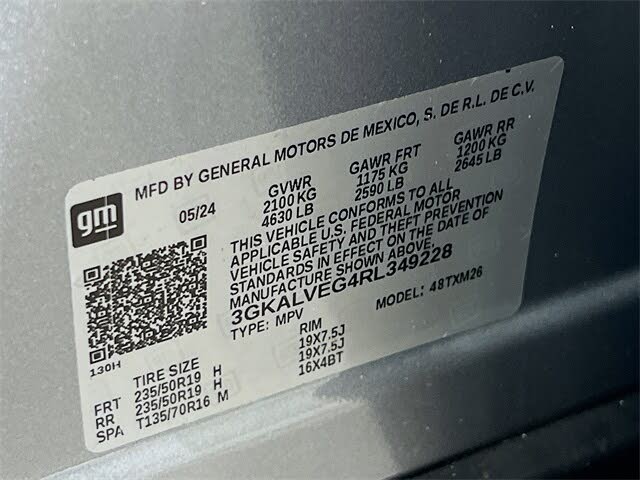 gm
MFD BY GENERAL MOTORS DE MEXICO, S. DE R.L. DE C.V.
05/24 GVWR GAWR FRT GAWR RR
2100 KG 1175 KG 1200 KG
4630 LB 2590 LB 2645 LB
THIS VEHICLE CONFORMS TO ALL
APPLICABLE U.S. FEDERAL MOTOR
VEHICLE SAFETY AND THEFT PREVENTION
STANDARDS IN EFFECT ON THE DATE OF
MANUFACTURE SHOWN ABOVE.
3GKALVEG4RL349228
TYPE: MPV MODEL: 48TXM26
130H
TIRE SIZE RIM
FRT 235/50R19 H 19X7.5J
RR 235/50R19 H 19X7.5J
SPA T135/70R16 M 16X4BT